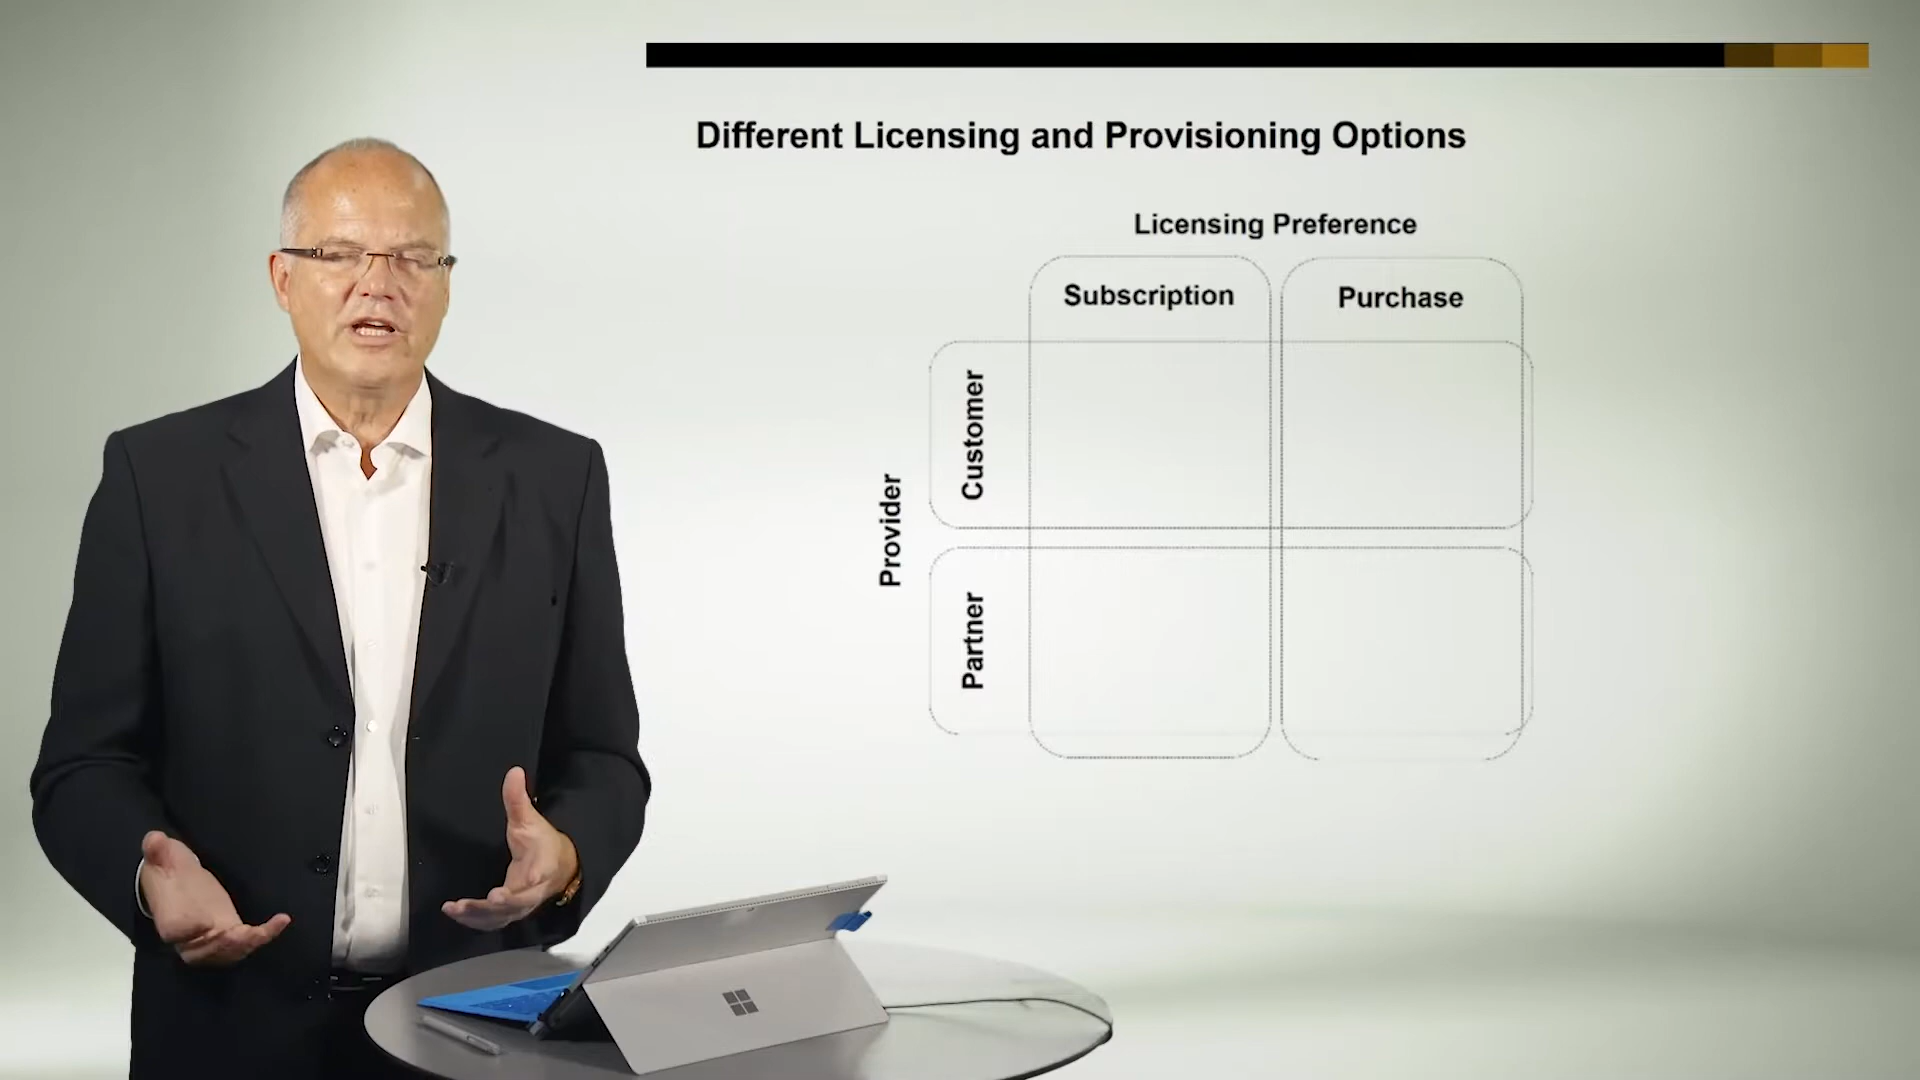 Different Licensing and Provisioning Options
Licensing Preference
Subscription
Purchase
Provider
Customer
Partner